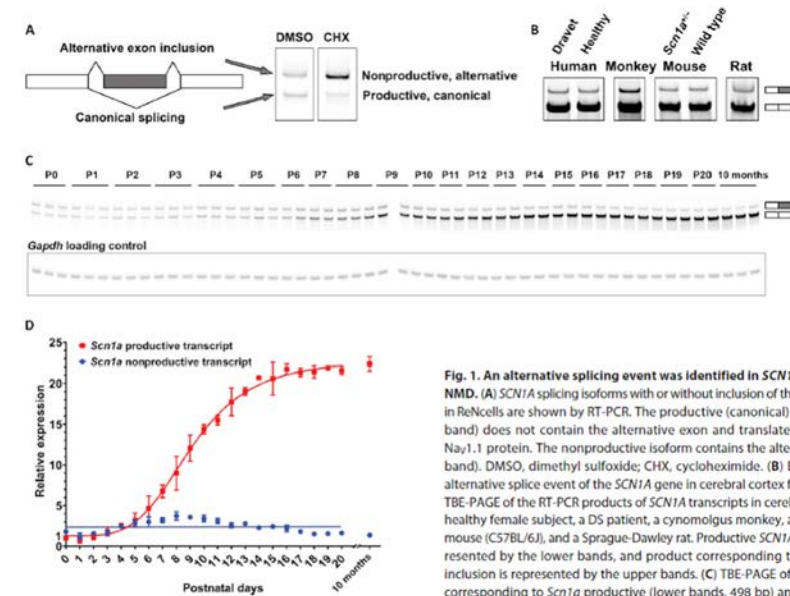 A
Alternative exon inclusion
Canonical splicing
DMSO CHX
Nonproductive, alternative
Productive, canonical
B
Dravet Healthy Scn1a+/- Wild type
Human Monkey Mouse Rat
C
P0 P1 P2 P3 P4 P5 P6 P7 P8 P9 P10 P11 P12 P13 P14 P15 P16 P17 P18 P19 P20 10 months
Gapdh loading control
D
Scn1a productive transcript
Scn1a nonproductive transcript
Relative expression
25
20
15
10
5
1
0
0 1 2 3 4 5 6 7 8 9 10 11 12 13 14 15 16 17 18 19 20 10 months
Postnatal days
Fig. 1. An alternative splicing event was identified in SCN1
NMD. (A) SCN1A splicing isoforms with or without inclusion of th
in ReNcells are shown by RT-PCR. The productive (canonical)
band) does not contain the alternative exon and translate
NaV1.1 protein. The nonproductive isoform contains the alte
band). DMSO, dimethyl sulfoxide; CHX, cycloheximide. (B)
alternative splice event of the SCN1A gene in cerebral cortex f
TBE-PAGE of the RT-PCR products of SCN1A transcripts in cereb
healthy female subject, a DS patient, a cynomolgus monkey, a
mouse (C57BL/6J), and a Sprague-Dawley rat. Productive SCN1A
resented by the lower bands, and product corresponding t
inclusion is represented by the upper bands. (C) TBE-PAGE of
corresponding to Scn1a productive (lower bands, 498 bp) an